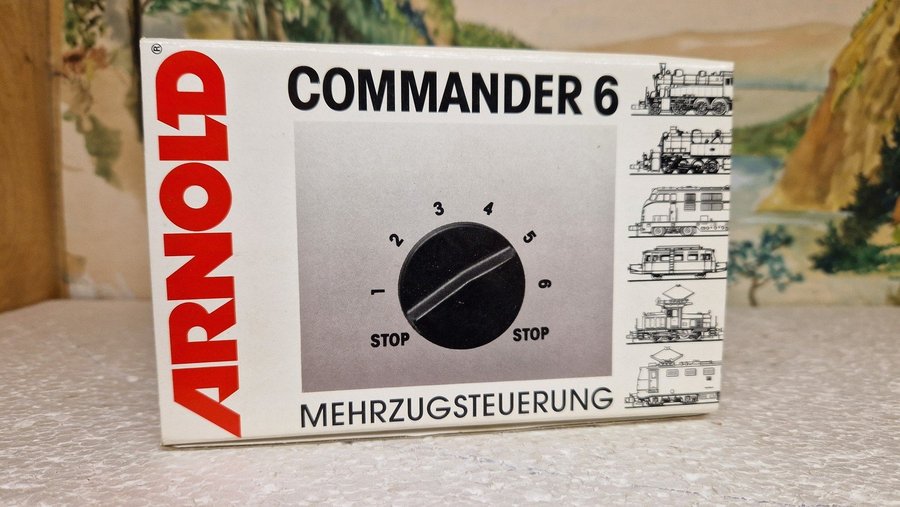 ARNOLD®
COMMANDER 6
1
2
3
4
5
6
STOP
STOP
MEHRZUGSTEUERUNG